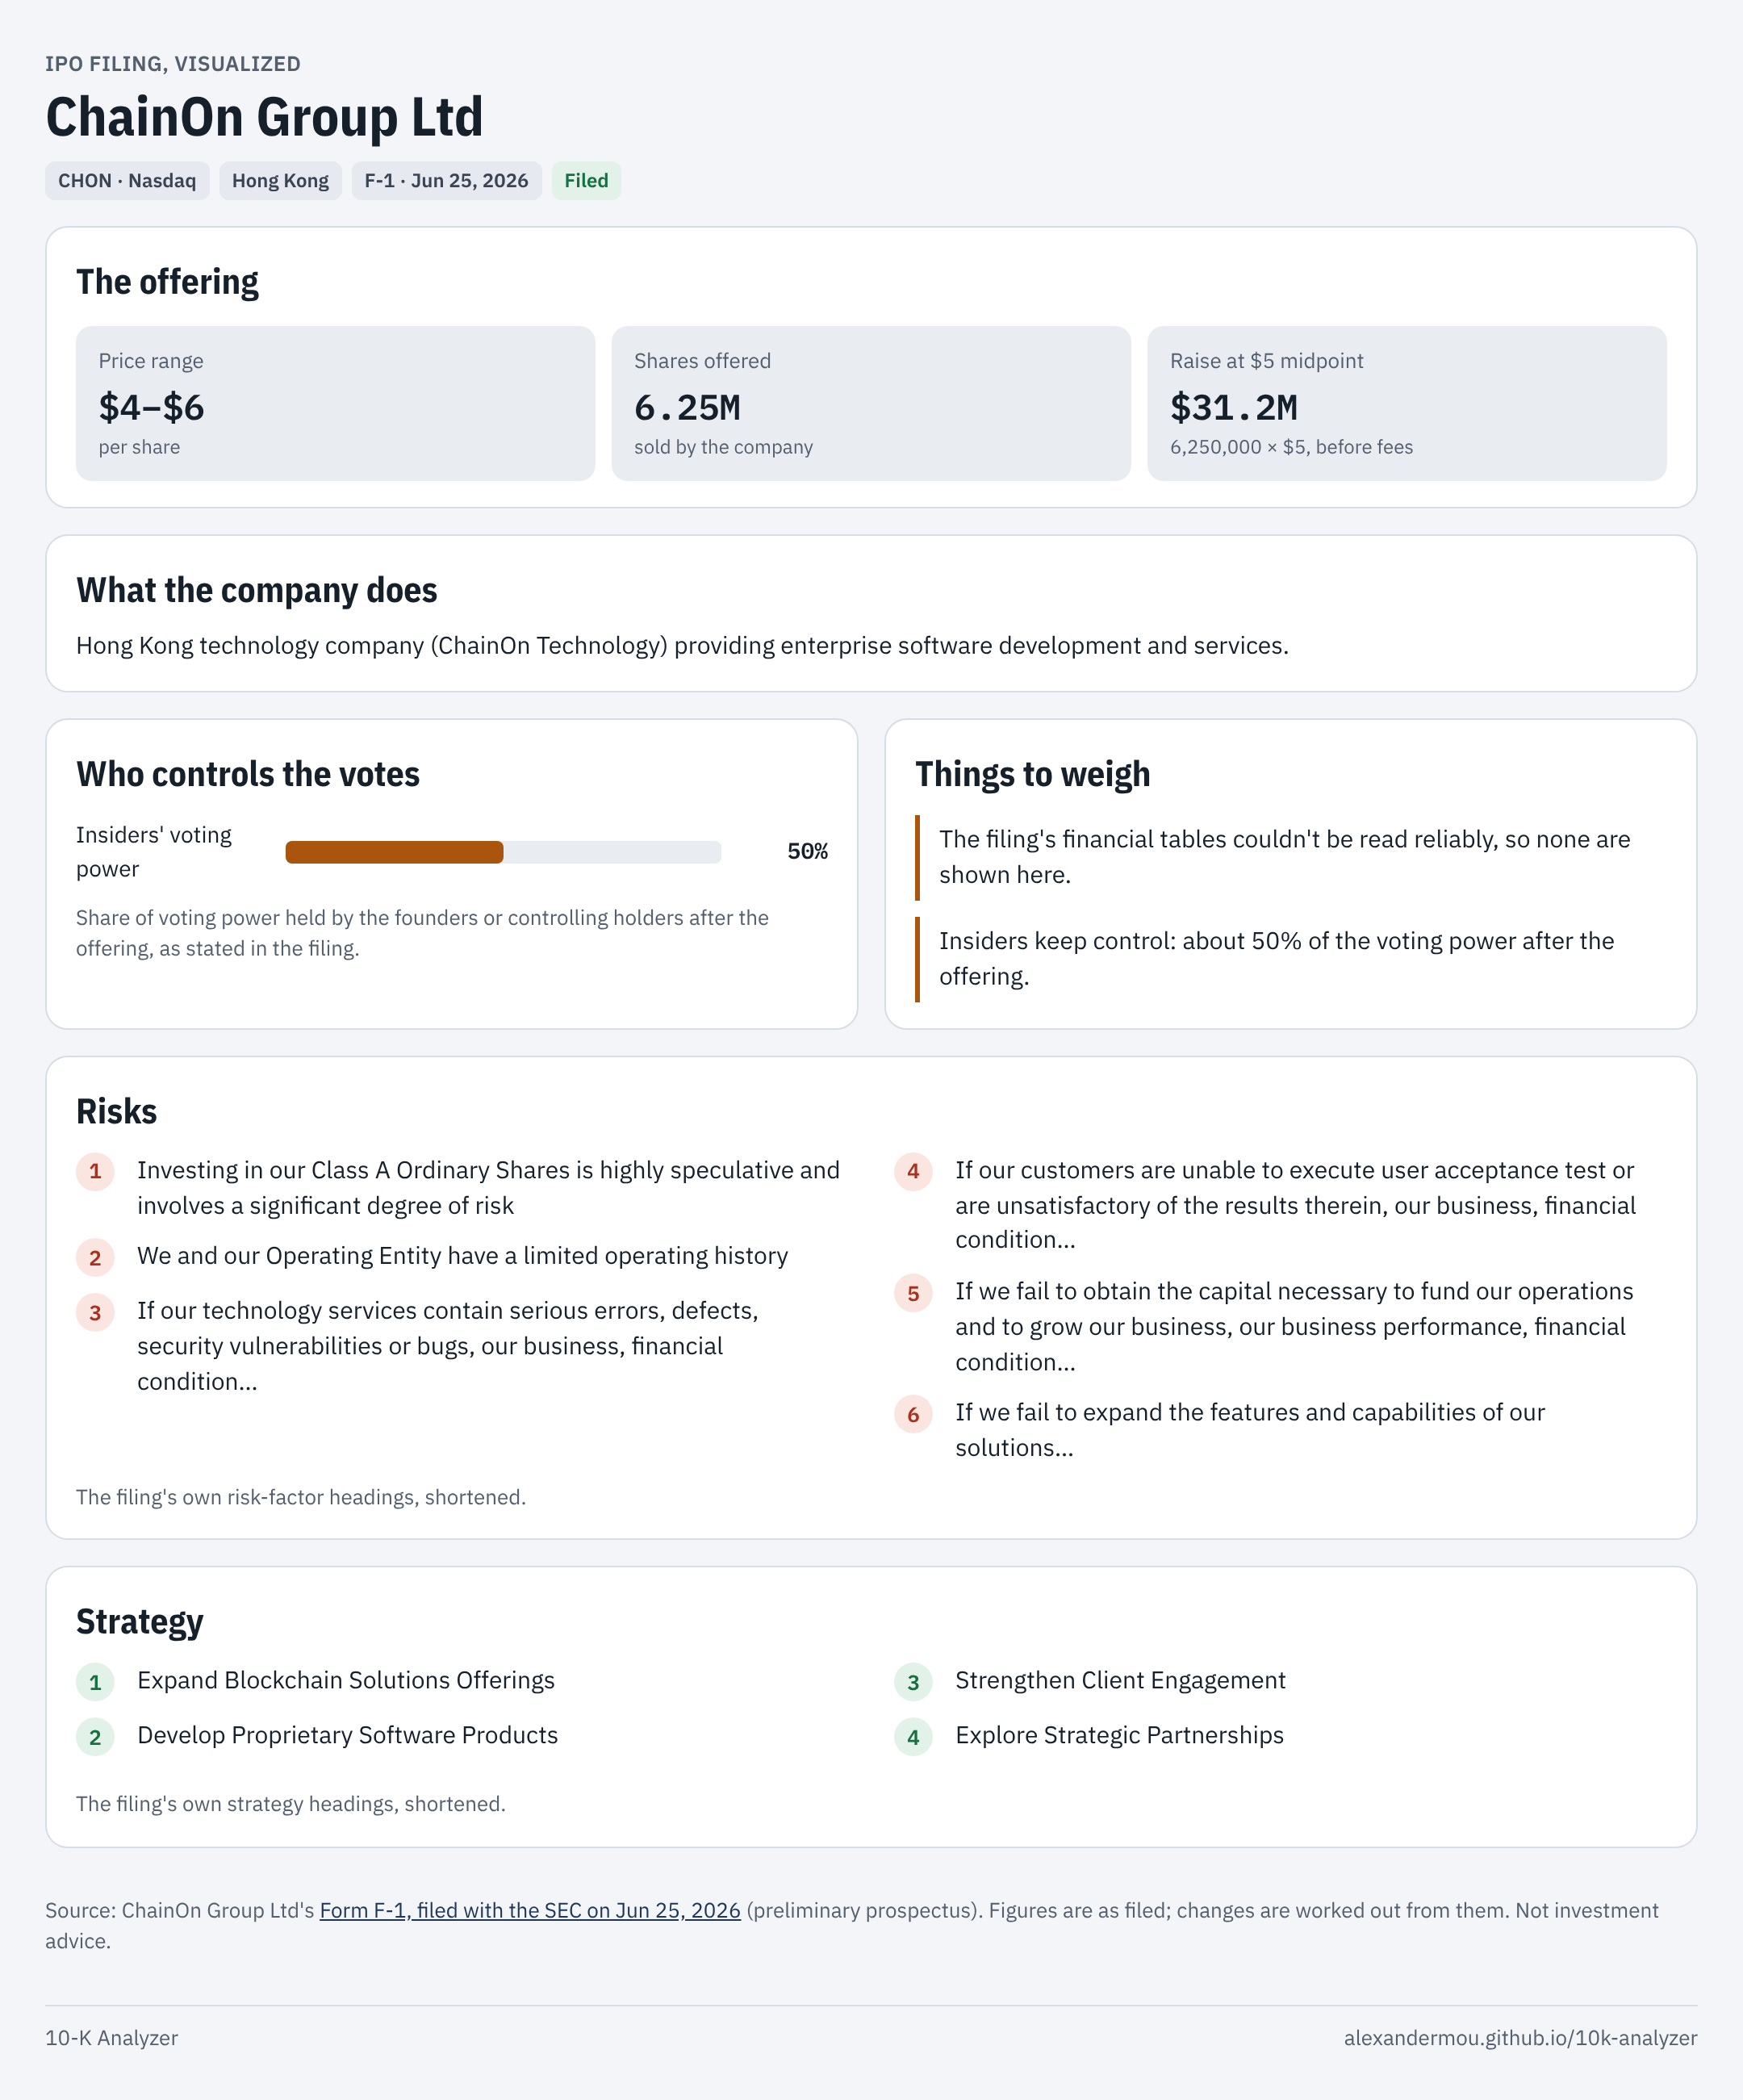 IPO FILING, VISUALIZED
ChainOn Group Ltd
CHON · Nasdaq
Hong Kong
F-1 · Jun 25, 2026
Filed
The offering
Price range
$4–$6
per share
Shares offered
6.25M
sold by the company
Raise at $5 midpoint
$31.2M
6,250,000 × $5, before fees
What the company does
Hong Kong technology company (ChainOn Technology) providing enterprise software development and services.
Who controls the votes
Insiders' voting
power
50%
Share of voting power held by the founders or controlling holders after the
offering, as stated in the filing.
Things to weigh
The filing's financial tables couldn't be read reliably, so none are
shown here.
Insiders keep control: about 50% of the voting power after the
offering.
Risks
1 Investing in our Class A Ordinary Shares is highly speculative and
involves a significant degree of risk
2 We and our Operating Entity have a limited operating history
3 If our technology services contain serious errors, defects,
security vulnerabilities or bugs, our business, financial
condition...
4 If our customers are unable to execute user acceptance test or
are unsatisfactory of the results therein, our business, financial
condition...
5 If we fail to obtain the capital necessary to fund our operations
and to grow our business, our business performance, financial
condition...
6 If we fail to expand the features and capabilities of our
solutions...
The filing's own risk-factor headings, shortened.
Strategy
1 Expand Blockchain Solutions Offerings
2 Develop Proprietary Software Products
3 Strengthen Client Engagement
4 Explore Strategic Partnerships
The filing's own strategy headings, shortened.
Source: ChainOn Group Ltd's Form F-1, filed with the SEC on Jun 25, 2026 (preliminary prospectus). Figures are as filed; changes are worked out from them. Not investment
advice.
10-K Analyzer
alexandermou.github.io/10k-analyzer